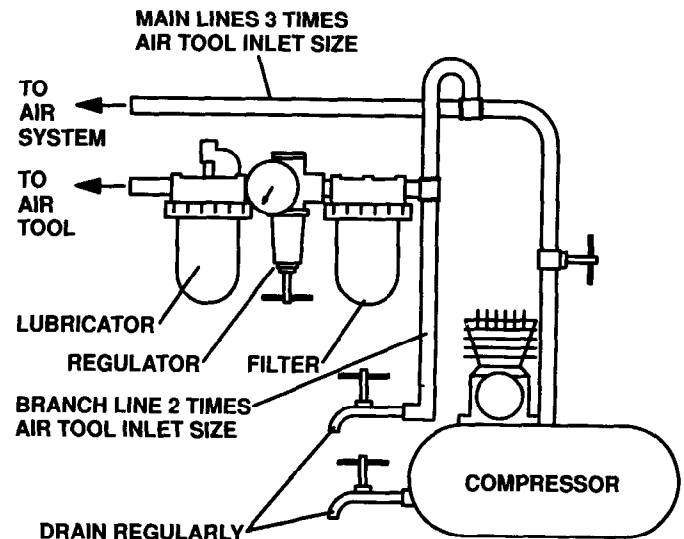 MAIN LINES 3 TIMES
AIR TOOL INLET SIZE
TO
AIR
SYSTEM
TO
AIR
TOOL
LUBRICATOR
REGULATOR
FILTER
BRANCH LINE 2 TIMES
AIR TOOL INLET SIZE
COMPRESSOR
DRAIN REGULARLY